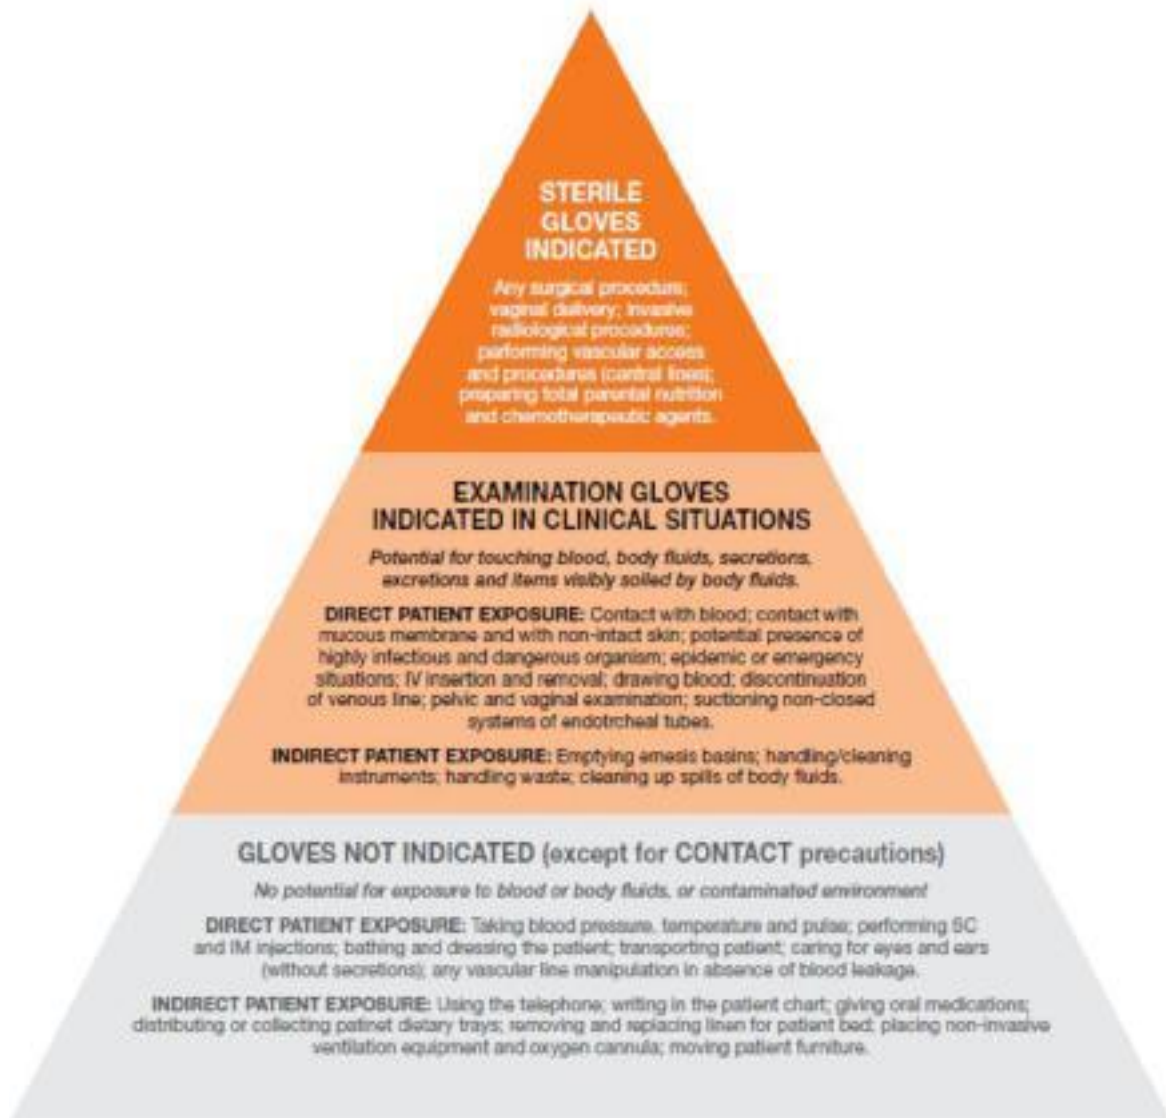 STERILE
GLOVES
INDICATED
Any surgical procedure;
vaginal delivery; invasive
radiological procedures;
performing vascular access
and procedures (central lines);
preparing total parental nutrition
and chemotherapeutic agents.
EXAMINATION GLOVES
INDICATED IN CLINICAL SITUATIONS
Potential for touching blood, body fluids, secretions,
excretions and items visibly soiled by body fluids.
DIRECT PATIENT EXPOSURE: Contact with blood; contact with
mucous membrane and with non-intact skin; potential presence of
highly infectious and dangerous organism; epidemic or emergency
situations; IV insertion and removal; drawing blood; discontinuation
of venous line; pelvic and vaginal examination; suctioning non-closed
systems of endotrcheal tubes.
INDIRECT PATIENT EXPOSURE: Emptying emesis basins; handling/cleaning
instruments; handling waste; cleaning up spills of body fluids.
GLOVES NOT INDICATED (except for CONTACT precautions)
No potential for exposure to blood or body fluids, or contaminated environment
DIRECT PATIENT EXPOSURE: Taking blood pressure, temperature and pulse; performing SC
and IM injections; bathing and dressing the patient; transporting patient; caring for eyes and ears
(without secretions); any vascular line manipulation in absence of blood leakage.
INDIRECT PATIENT EXPOSURE: Using the telephone; writing in the patient chart; giving oral medications;
distributing or collecting patinet dietary trays; removing and replacing linen for patient bed; placing non-invasive
ventilation equipment and oxygen cannula; moving patient furniture.